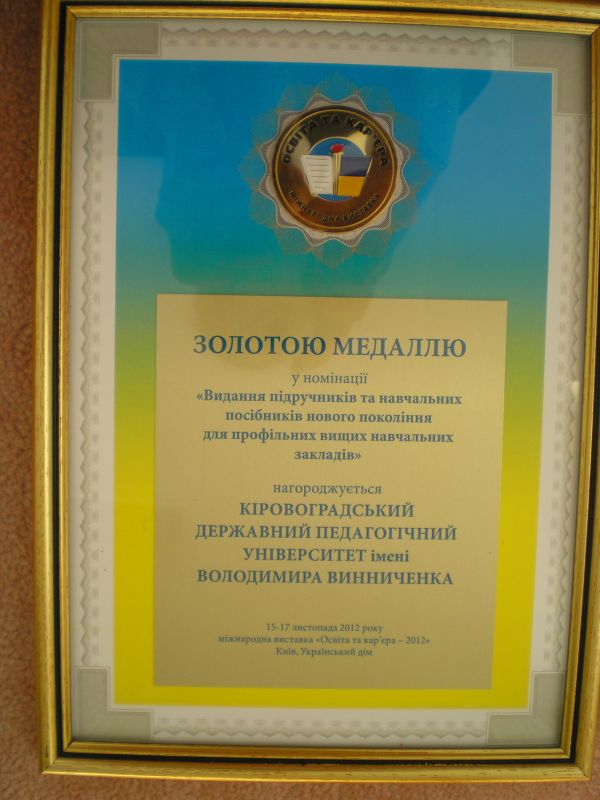 ОСВІТА ТА КАР'ЄРА
МІЖНАРОДНА ВИСТАВКА
ЗОЛОТОЮ МЕДАЛЛЮ
у номінації
«Видання підручників та навчальних
посібників нового покоління
для профільних вищих навчальних
закладів»
нагороджується
КІРОВОГРАДСЬКИЙ
ДЕРЖАВНИЙ ПЕДАГОГІЧНИЙ
УНІВЕРСИТЕТ імені
ВОЛОДИМИРА ВИННИЧЕНКА
15-17 листопада 2012 року
міжнародна виставка «Освіта та кар'єра – 2012»
Київ, Український дім